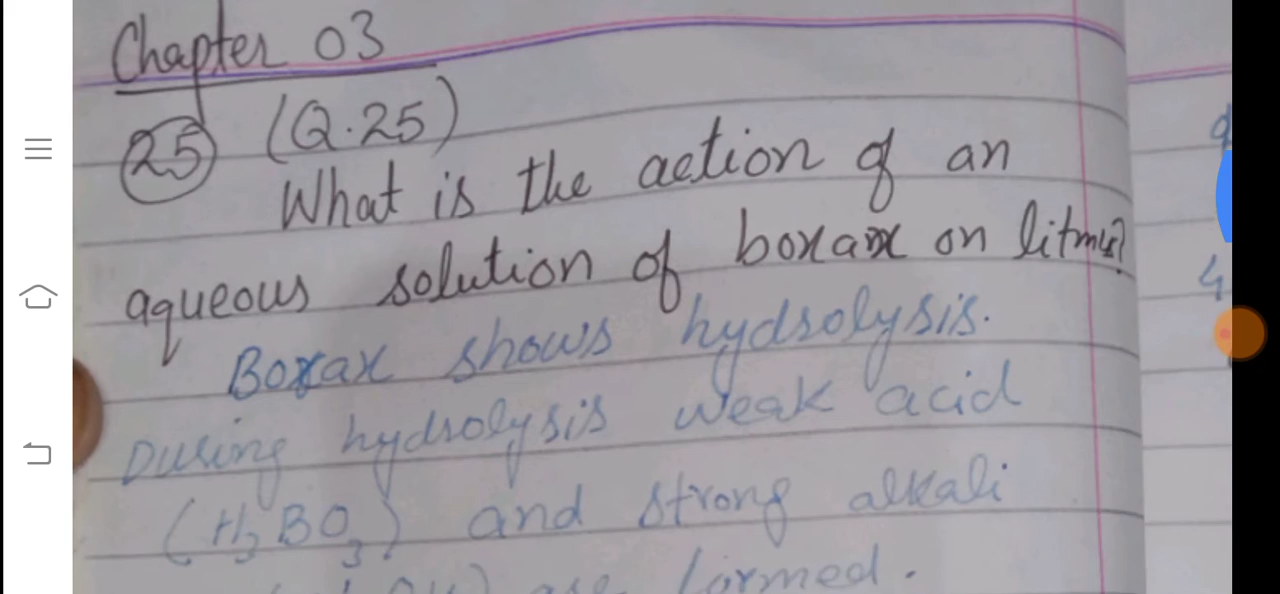 Chapter 03
25 (Q.25)
What is the action of an
aqueous solution of borax on litmus?
Borax shows hydrolysis.
During hydrolysis weak acid
(H3BO3) and strong alkali
are formed.